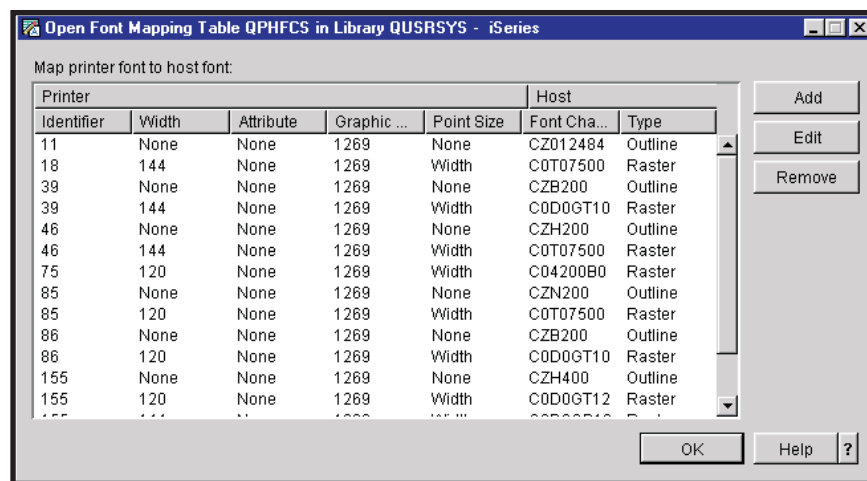 Open Font Mapping Table QPHFCS in Library QUSRSYS - iSeries
Map printer font to host font:
Printer Host
Identifier Width Attribute Graphic ... Point Size Font Cha... Type
11 None None 1269 None CZ012484 Outline
18 144 None 1269 Width C0T07500 Raster
39 None None 1269 None CZB200 Outline
39 144 None 1269 Width C0D0GT10 Raster
46 None None 1269 None CZH200 Outline
46 144 None 1269 Width C0T07500 Raster
75 120 None 1269 Width C04200B0 Raster
85 None None 1269 None CZN200 Outline
85 120 None 1269 Width C0T07500 Raster
86 None None 1269 None CZB200 Outline
86 120 None 1269 Width C0D0GT10 Raster
155 None None 1269 None CZH400 Outline
155 120 None 1269 Width C0D0GT12 Raster
Add
Edit
Remove
OK Help ?